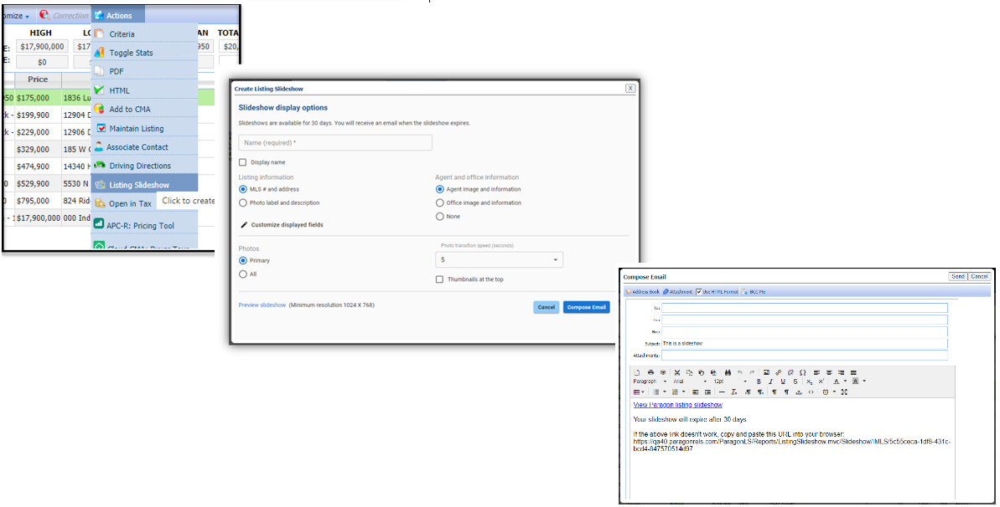 omize
Correction
Actions
HIGH
AN
TOTA
E:
$17,900,000
$17
950
$20,
E:
$0
Price
950 $175,000
1836 Lu
ck - $199,900
12904 D
ck - $229,000
12906 D
$329,000
185 W C
$474,900
14340 H
0 $529,900
5530 N
0 $795,000
824 Rid
- 1 $17,900,000 000 Ind
Criteria
Toggle Stats
PDF
HTML
Add to CMA
Maintain Listing
Associate Contact
Driving Directions
Listing Slideshow
Open in Tax
Click to create
APC-R: Pricing Tool
Create Listing Slideshow
X
Slideshow display options
Slideshows are available for 30 days. You will receive an email when the slideshow expires.
Name (required) *
Display name
Listing information
MLS # and address
Photo label and description
Agent and office information
Agent image and information
Office image and information
None
Customize displayed fields
Photos
Primary
All
Photo transition speed (seconds)
5
Thumbnails at the top
Preview slideshow (Minimum resolution 1024 X 768)
Cancel
Compose Email
Compose Email
Send
Cancel
Address Book
Attachment
Use HTML Format
BCC Me
To:
Cc:
Bcc:
Subject: This is a slideshow
Attachments:
Paragraph
Arial
12pt
View Paragon listing slideshow
Your slideshow will expire after 30 days.
If the above link doesn't work, copy and paste this URL into your browser:
https://qa40.paragonrels.com/ParagonLS/Reports/ListingSlideshow.mvc/Slideshow/IMLS/5c55ceca-1df8-431c-
bcd4-847570514d97